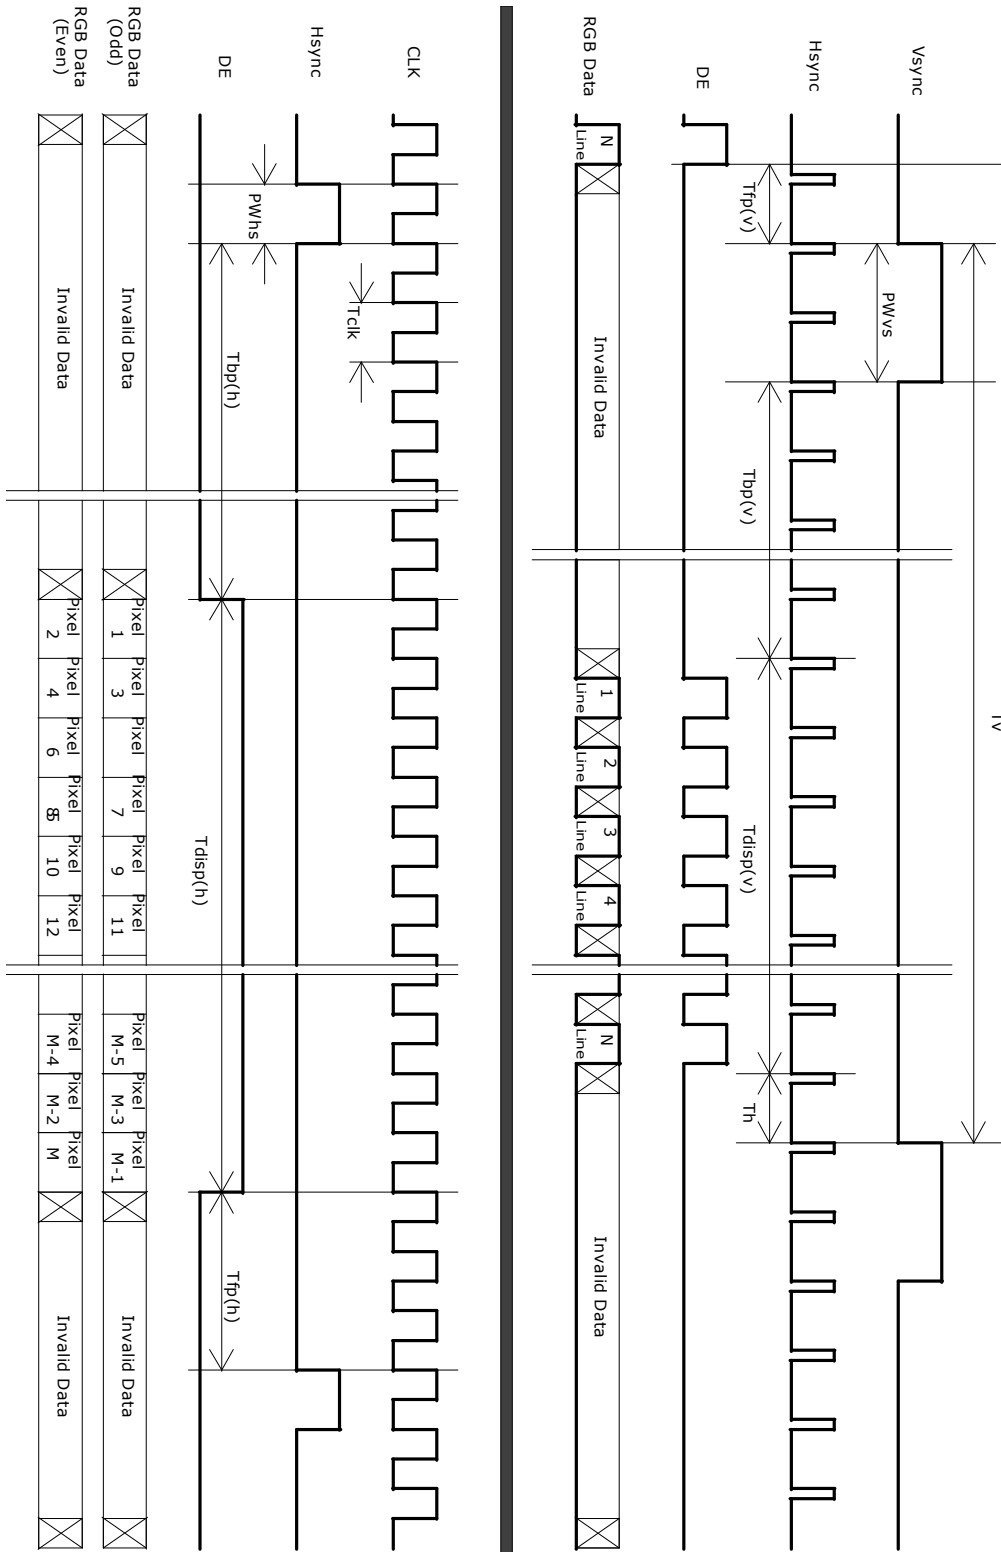 Tv
Vsync
PWvs
Hsync
Tfp(v) Tbp(v) Tdisp(v) Th
DE
RGB Data
N 1 2 3 4 N
Line Invalid Data Line Line Line Line Line Invalid Data
CLK
Tclk
Hsync
PWhs
DE
Tbp(h) Tdisp(h) Tfp(h)
RGB Data
(Odd)
Pixel Pixel Pixel Pixel Pixel Pixel Pixel Pixel Pixel
Invalid Data 1 3 7 9 11 M-5 M-3 M-1 Invalid Data
RGB Data
(Even)
Pixel Pixel Pixel Pixel Pixel Pixel Pixel Pixel Pixel
Invalid Data 2 4 6 8 10 12 M-4 M-2 M Invalid Data